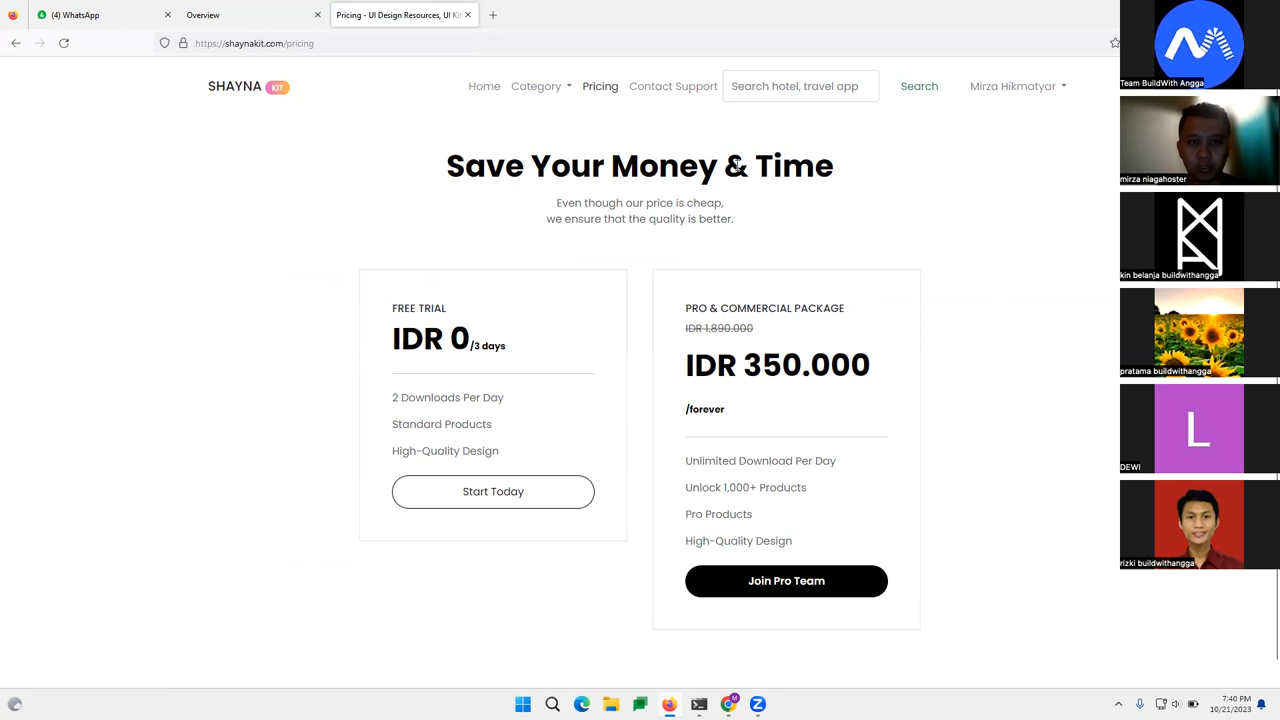 (4) WhatsApp
Overview
Pricing - UI Design Resources, UI Kit
https://shaynakit.com/pricing
SHAYNA KIT
Home
Category
Pricing
Contact Support
Search hotel, travel app
Search
Mirza Hikmatyar
Save Your Money & Time
Even though our price is cheap,
we ensure that the quality is better.
FREE TRIAL
IDR 0/3 days
2 Downloads Per Day
Standard Products
High-Quality Design
Start Today
PRO & COMMERCIAL PACKAGE
IDR 1.890.000
IDR 350.000
/forever
Unlimited Download Per Day
Unlock 1,000+ Products
Pro Products
High-Quality Design
Join Pro Team
Team BuildWith Angga
mirza niagahoster
kin belanja buildwithangga
pratama buildwithangga
L
DEWI
rizki buildwithangga
M
7:40 PM
10/21/2023